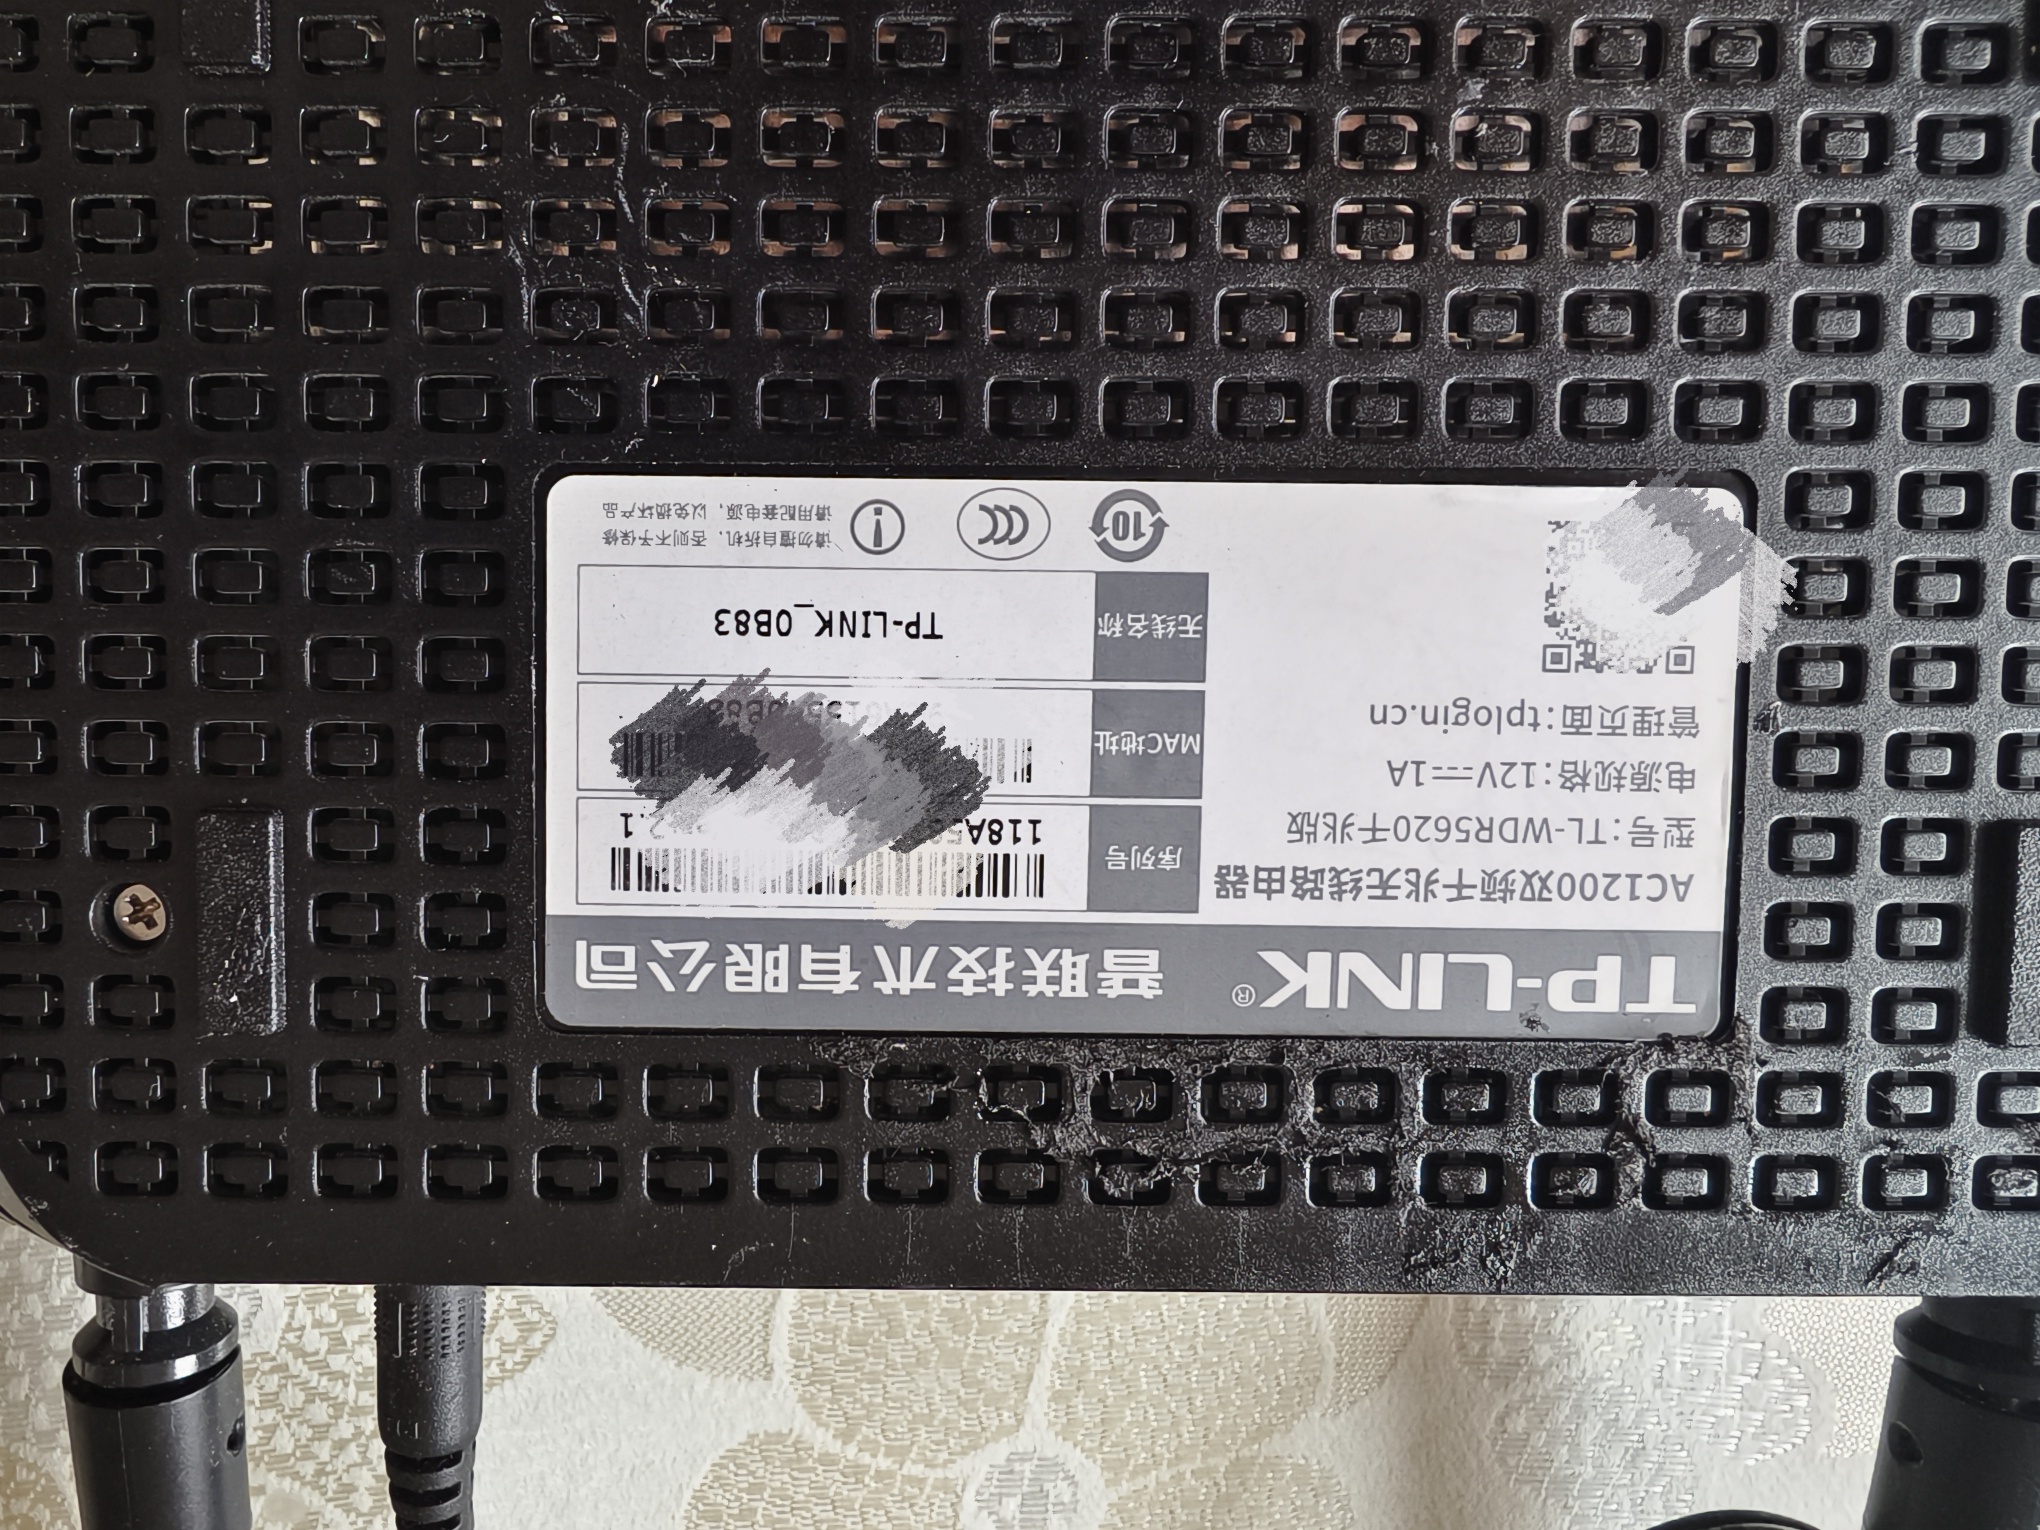 TP-LINK® 普联技术有限公司
AC1200双频千兆无线路由器
型号:TL-WDR5620千兆版
电源规格:12V⎓1A
管理页面:tplogin.cn
序列号
118A
MAC地址
无线名称
TP-LINK_0B83
10
CCC
请勿擅自拆机，否则不予保修
请用配套电源，以免损坏产品